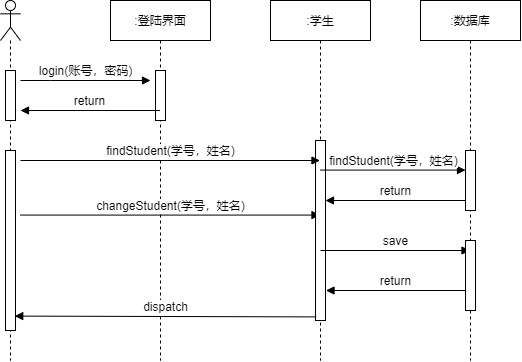 :登陆界面
:学生
:数据库
login(账号，密码)
return
findStudent(学号，姓名)
findStudent(学号，姓名)
return
changeStudent(学号，姓名)
save
return
dispatch